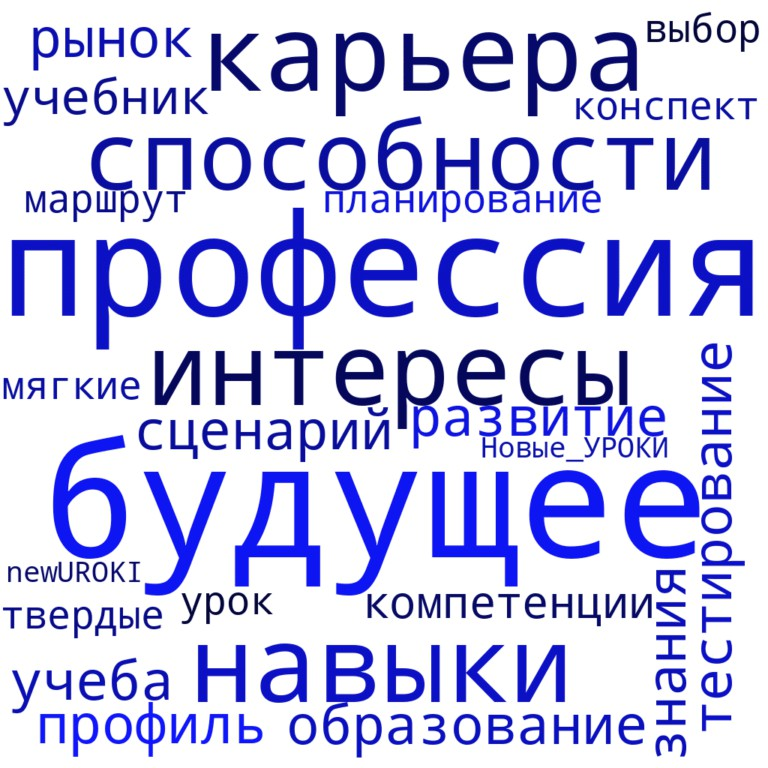 рынок
карьера
выбор
учебник
конспект
способности
маршрут
планирование
профессия
интересы
мягкие
развитие
сценарий
Новые_УРОКИ
будущее
тестирование
newUROKI
знания
твердые
урок
компетенции
навыки
учеба
профиль
образование